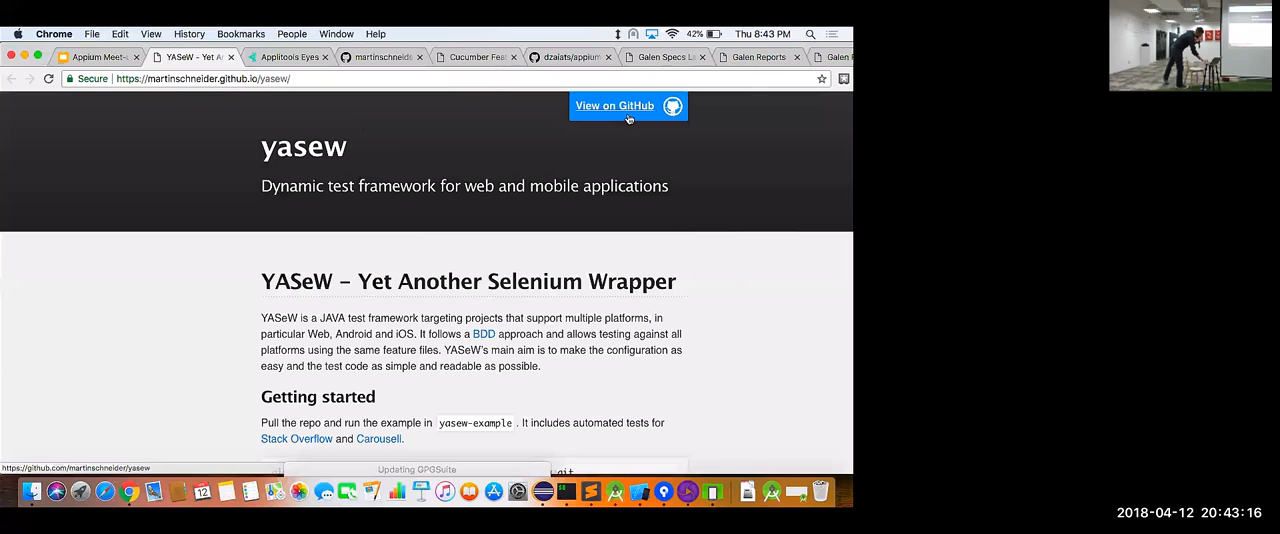 Chrome File Edit View History Bookmarks People Window Help 42% Thu 8:43 PM
Appium Meet- YASeW - Yet A Applitools Eyes martinschneide Cucumber Feat dzaiats/appium Galen Specs La Galen Reports Galen
Secure https://martinschneider.github.io/yasew/
View on GitHub
yasew
Dynamic test framework for web and mobile applications
YASeW – Yet Another Selenium Wrapper
YASeW is a JAVA test framework targeting projects that support multiple platforms, in
particular Web, Android and iOS. It follows a BDD approach and allows testing against all
platforms using the same feature files. YASeW's main aim is to make the configuration as
easy and the test code as simple and readable as possible.
Getting started
Pull the repo and run the example in yasew-example . It includes automated tests for
Stack Overflow and Carousell.
https://github.com/martinschneider/yasew
Updating GPGSuite
git
12
2018-04-12 20:43:16